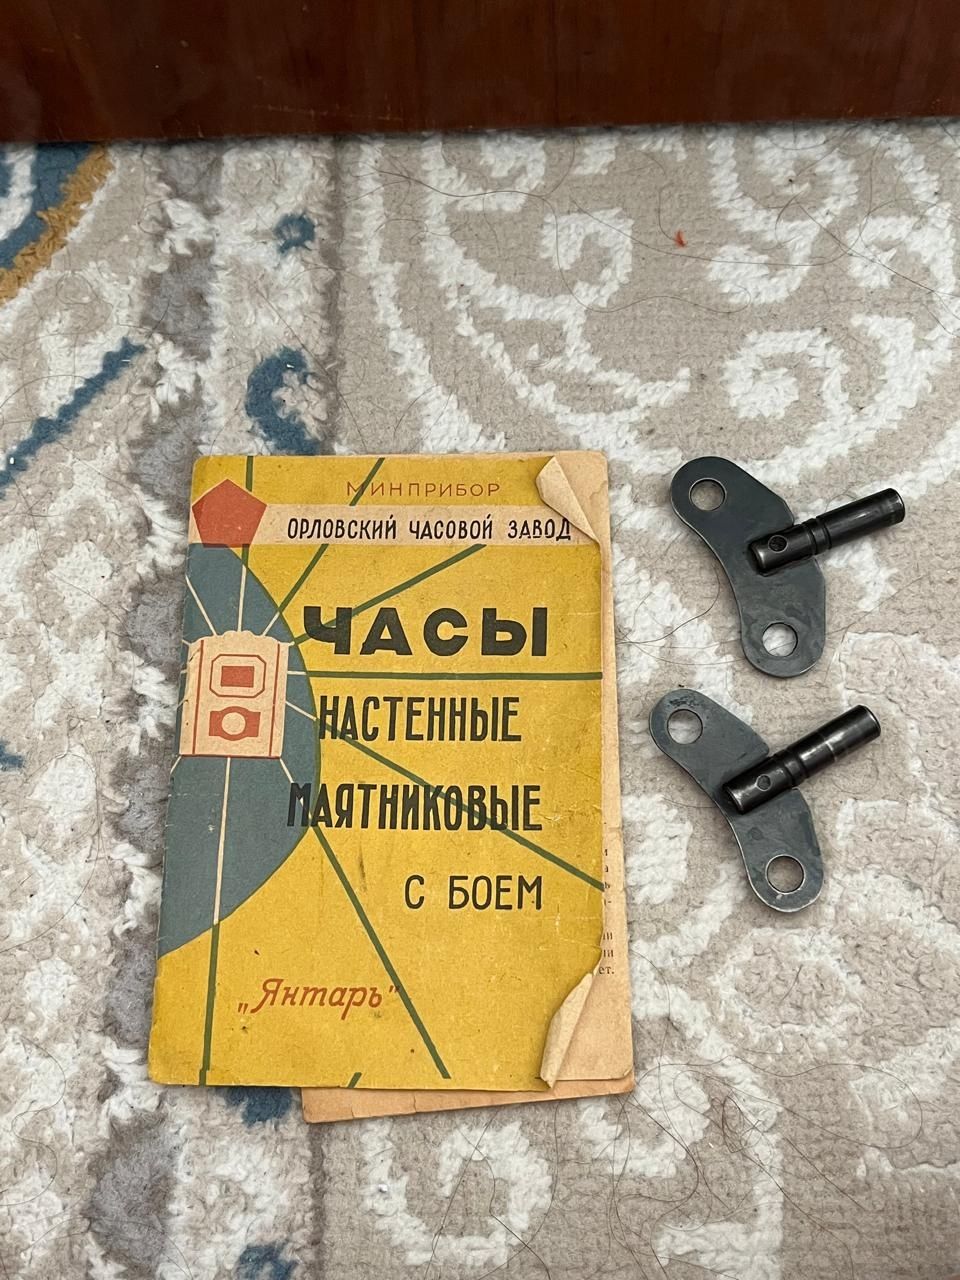 МИНПРИБОР
ОРЛОВСКИЙ ЧАСОВОЙ ЗАВОД
ЧАСЫ
НАСТЕННЫЕ
МАЯТНИКОВЫЕ
С БОЕМ
„Янтарь"